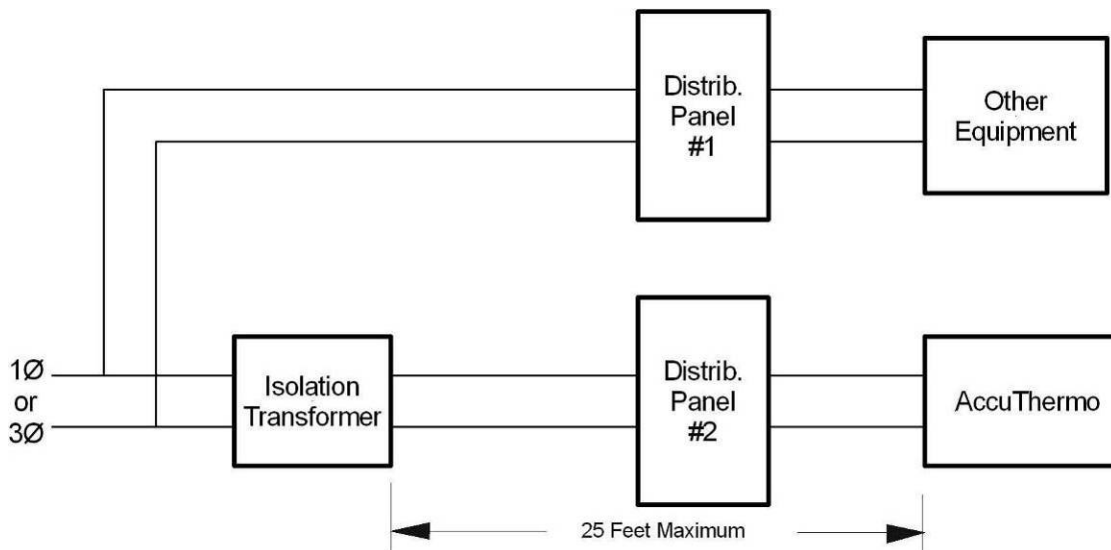 Distrib.
Panel
#1
Other
Equipment
1Ø
or
3Ø
Isolation
Transformer
Distrib.
Panel
#2
AccuThermo
25 Feet Maximum